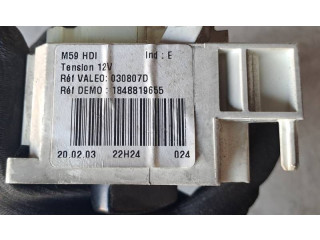 M59 HDI Ind : E
Tension 12V
Réf VALEO: 030807D
Réf DEMO : 1848819655
20.02.03 22H24 024